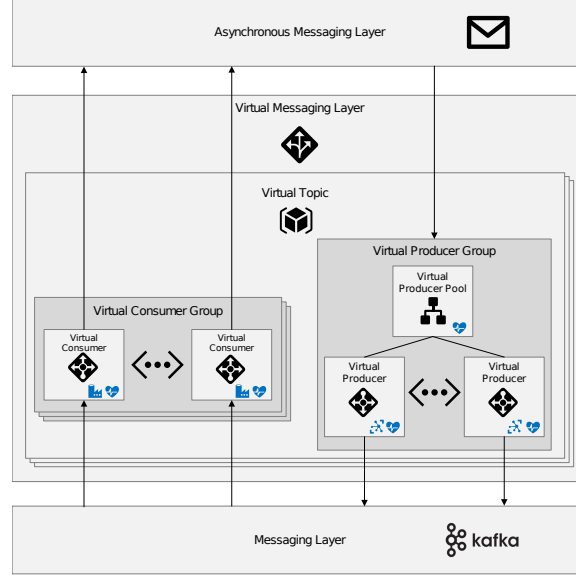 Asynchronous Messaging Layer
Virtual Messaging Layer
Virtual Topic
Virtual Producer Group
Virtual
Producer Pool
Virtual Consumer Group
Virtual
Consumer
Virtual
Consumer
Virtual
Producer
Virtual
Producer
Messaging Layer
kafka